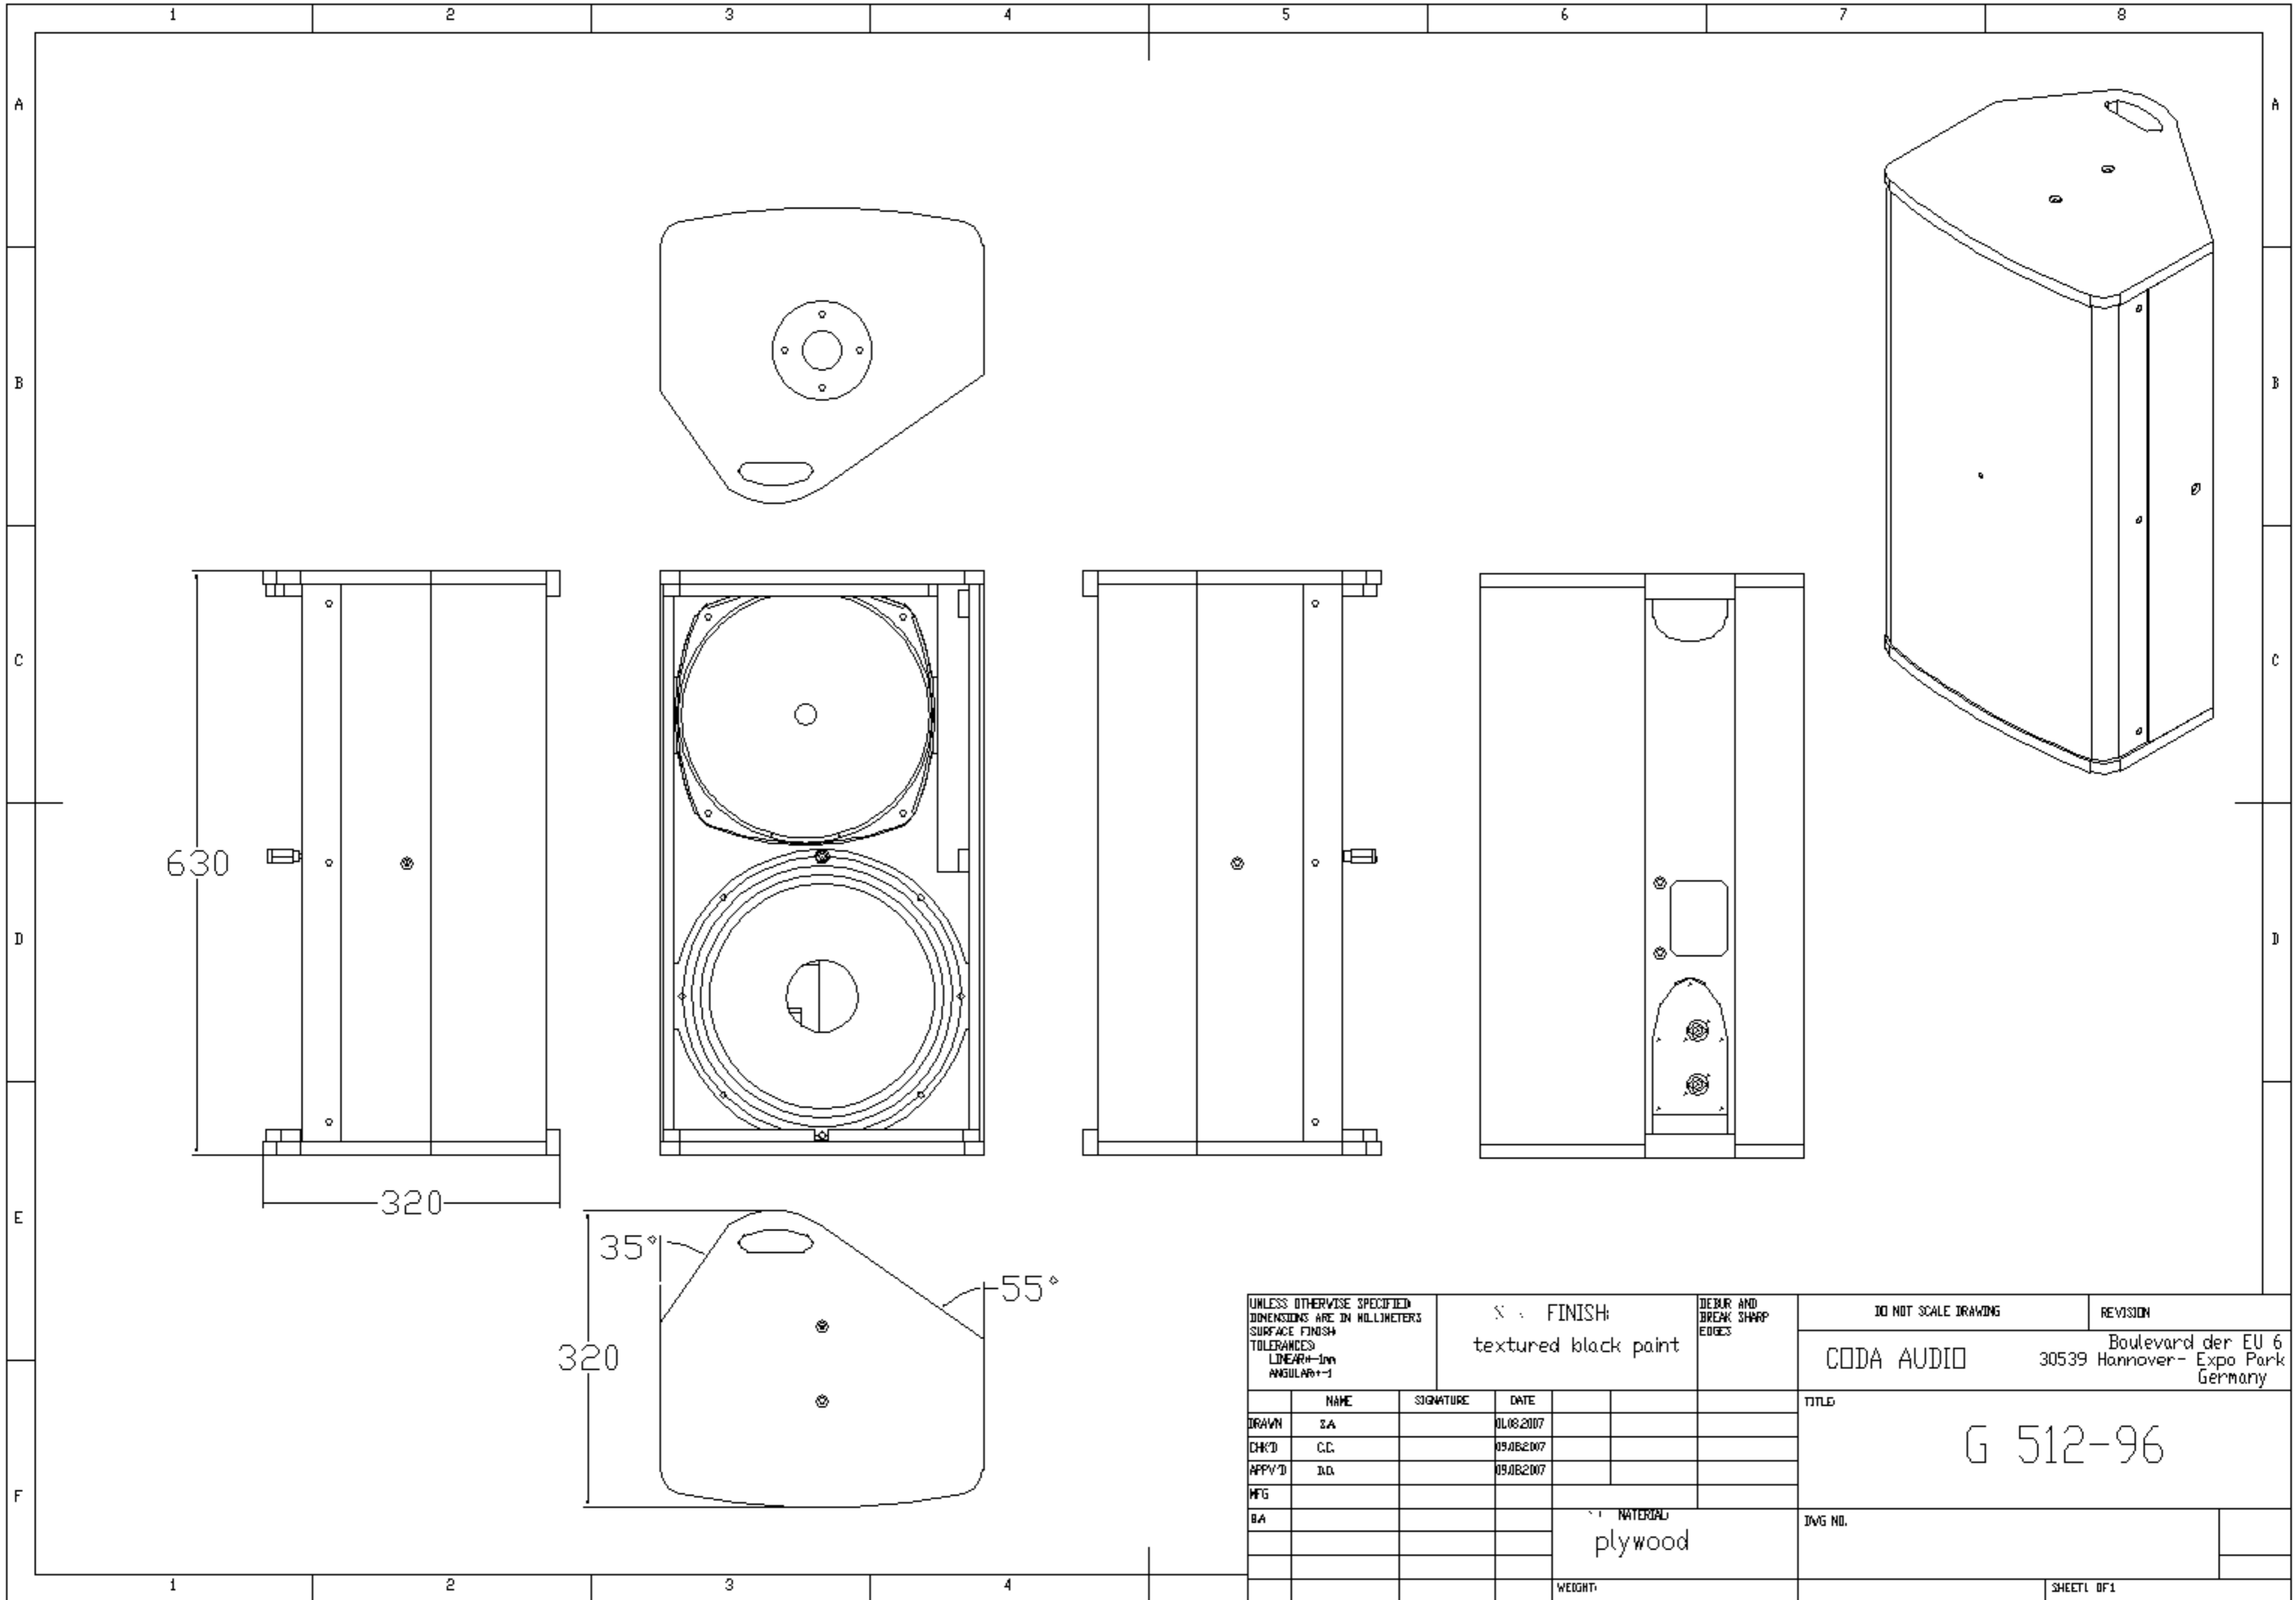 1 2 3 4 5 6 7 8
A A
B B
C C
D D
E
F
630
320
35°
55°
320
UNLESS OTHERWISE SPECIFIED:
DIMENSIONS ARE IN MILLIMETERS
SURFACE FINISH:
TOLERANCES:
LINEAR:+-1mm
ANGULAR:+-1
FINISH:
textured black paint
DEBUR AND
BREAK SHARP
EDGES
DO NOT SCALE DRAWING
REVISION
CODA AUDIO
Boulevard der EU 6
30539 Hannover- Expo Park
Germany
NAME SIGNATURE DATE
TITLE:
G 512-96
DRAWN 01.08.2007
CHK'D C.C. 09.08.2007
APPV'D D.D. 09.08.2007
MFG
MATERIAL:
plywood
DWG NO.
WEIGHT:
SHEET1 OF1
1 2 3 4